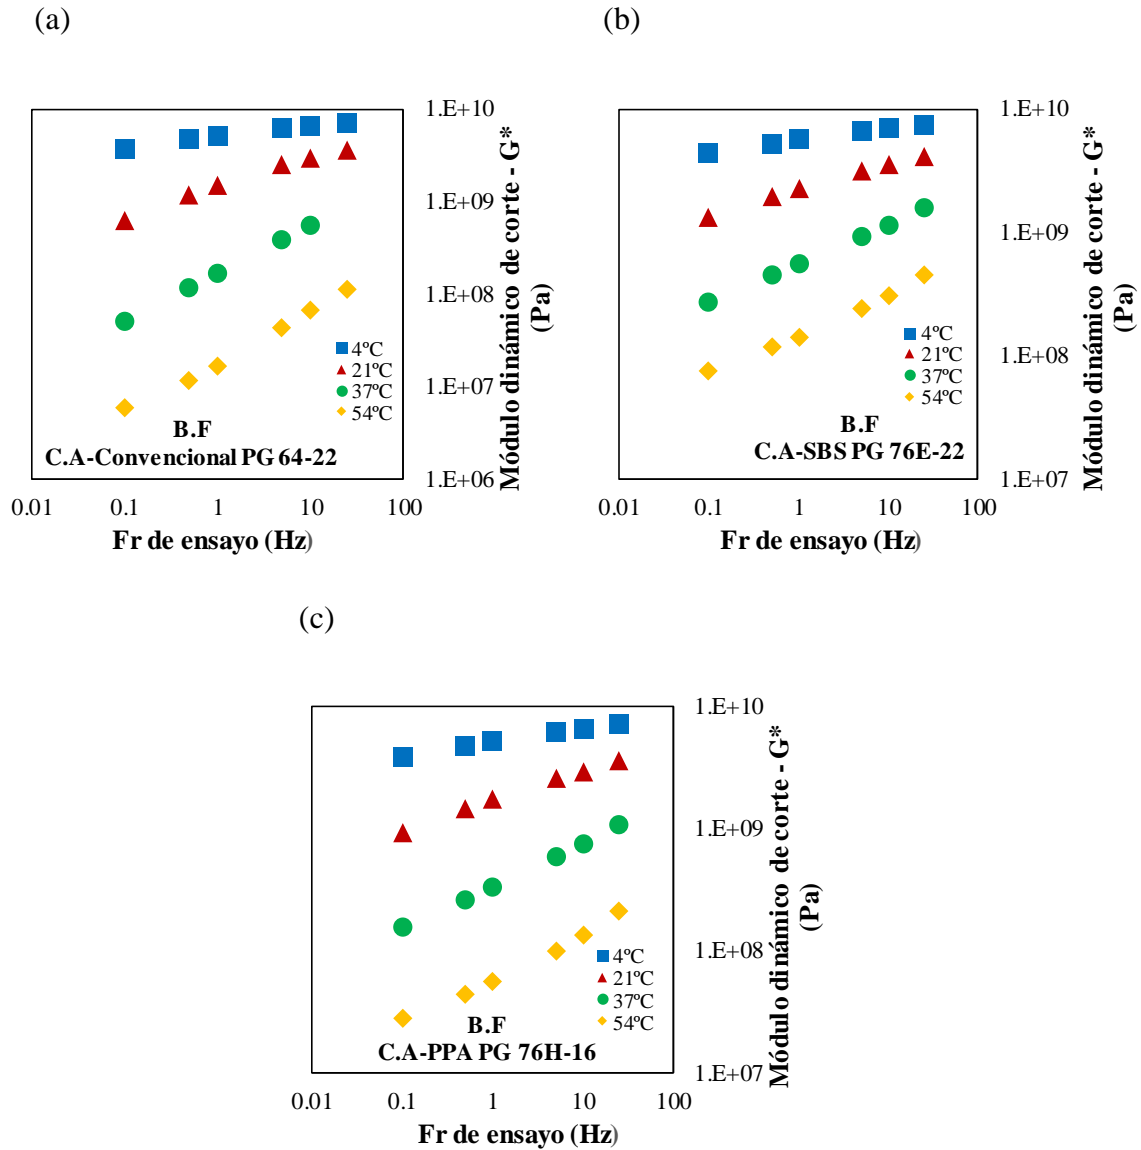 (a)
1.E+10
1.E+09
1.E+08
1.E+07
1.E+06
Módulo dinámico de corte - G*
(Pa)
4ºC
21ºC
37ºC
54ºC
B.F
C.A-Convencional PG 64-22
0.01 0.1 1 10 100
Fr de ensayo (Hz)
(b)
1.E+10
1.E+09
1.E+08
1.E+07
Módulo dinámico de corte - G*
(Pa)
4ºC
21ºC
37ºC
54ºC
B.F
C.A-SBS PG 76E-22
0.01 0.1 1 10 100
Fr de ensayo (Hz)
(c)
1.E+10
1.E+09
1.E+08
1.E+07
Módulo dinámico de corte - G*
(Pa)
4ºC
21ºC
37ºC
54ºC
B.F
C.A-PPA PG 76H-16
0.01 0.1 1 10 100
Fr de ensayo (Hz)